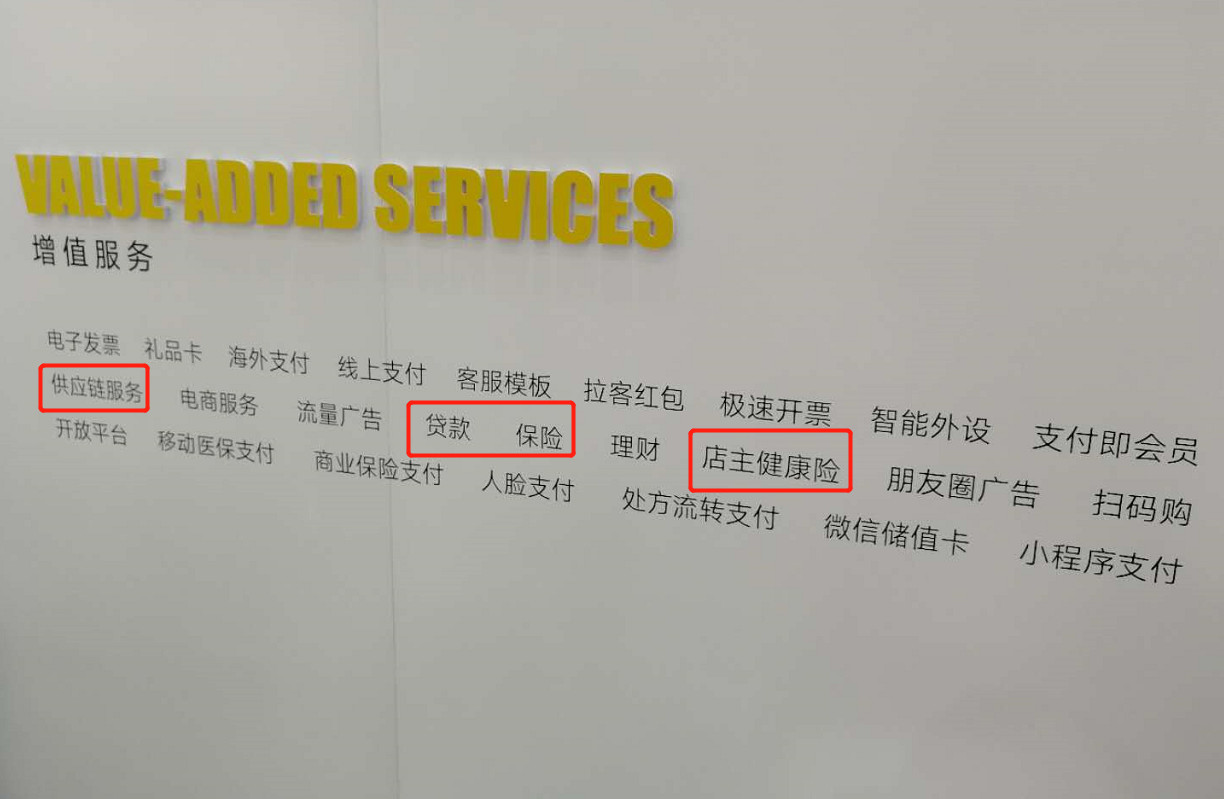 VALUE-ADDED SERVICES
增值服务
电子发票 礼品卡 海外支付 线上支付 客服模板 拉客红包 极速开票 智能外设 支付即会员
供应链服务 电商服务 流量广告 贷款 保险 理财 店主健康险 朋友圈广告 扫码购
开放平台 移动医保支付 商业保险支付 人脸支付 处方流转支付 微信储值卡 小程序支付